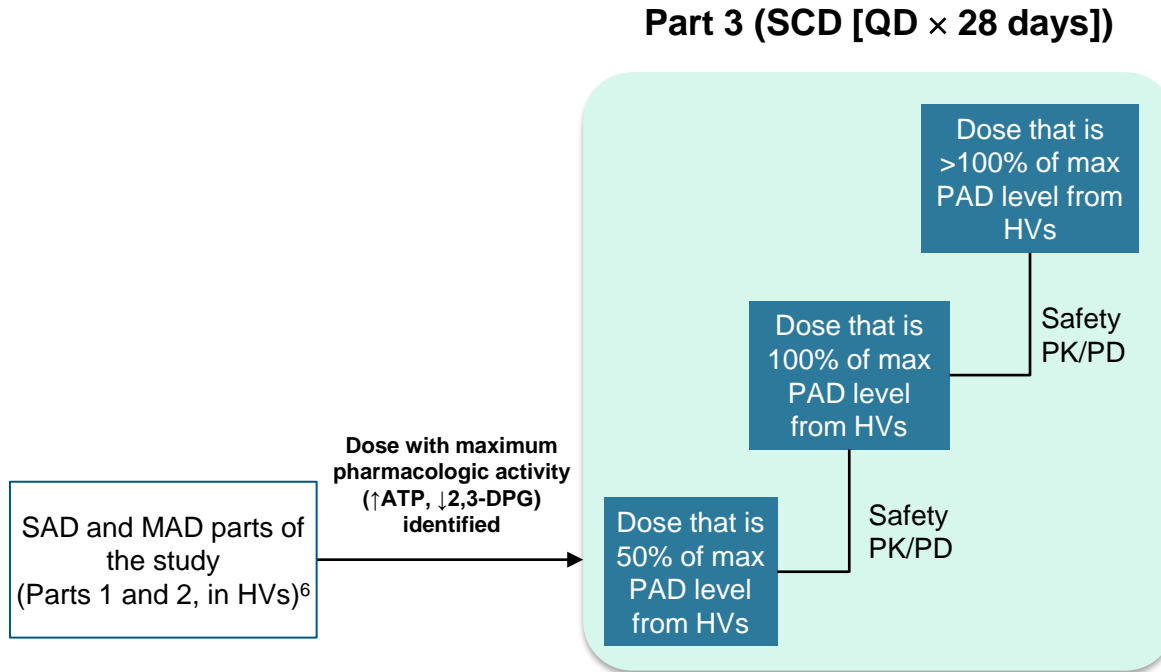 Part 3 (SCD [QD × 28 days])
SAD and MAD parts of
the study
(Parts 1 and 2, in HVs)⁶
Dose with maximum
pharmacologic activity
(↑ATP, ↓2,3-DPG)
identified
Dose that is
50% of max
PAD level
from HVs
Safety
PK/PD
Dose that is
100% of max
PAD level
from HVs
Safety
PK/PD
Dose that is
>100% of max
PAD level from
HVs